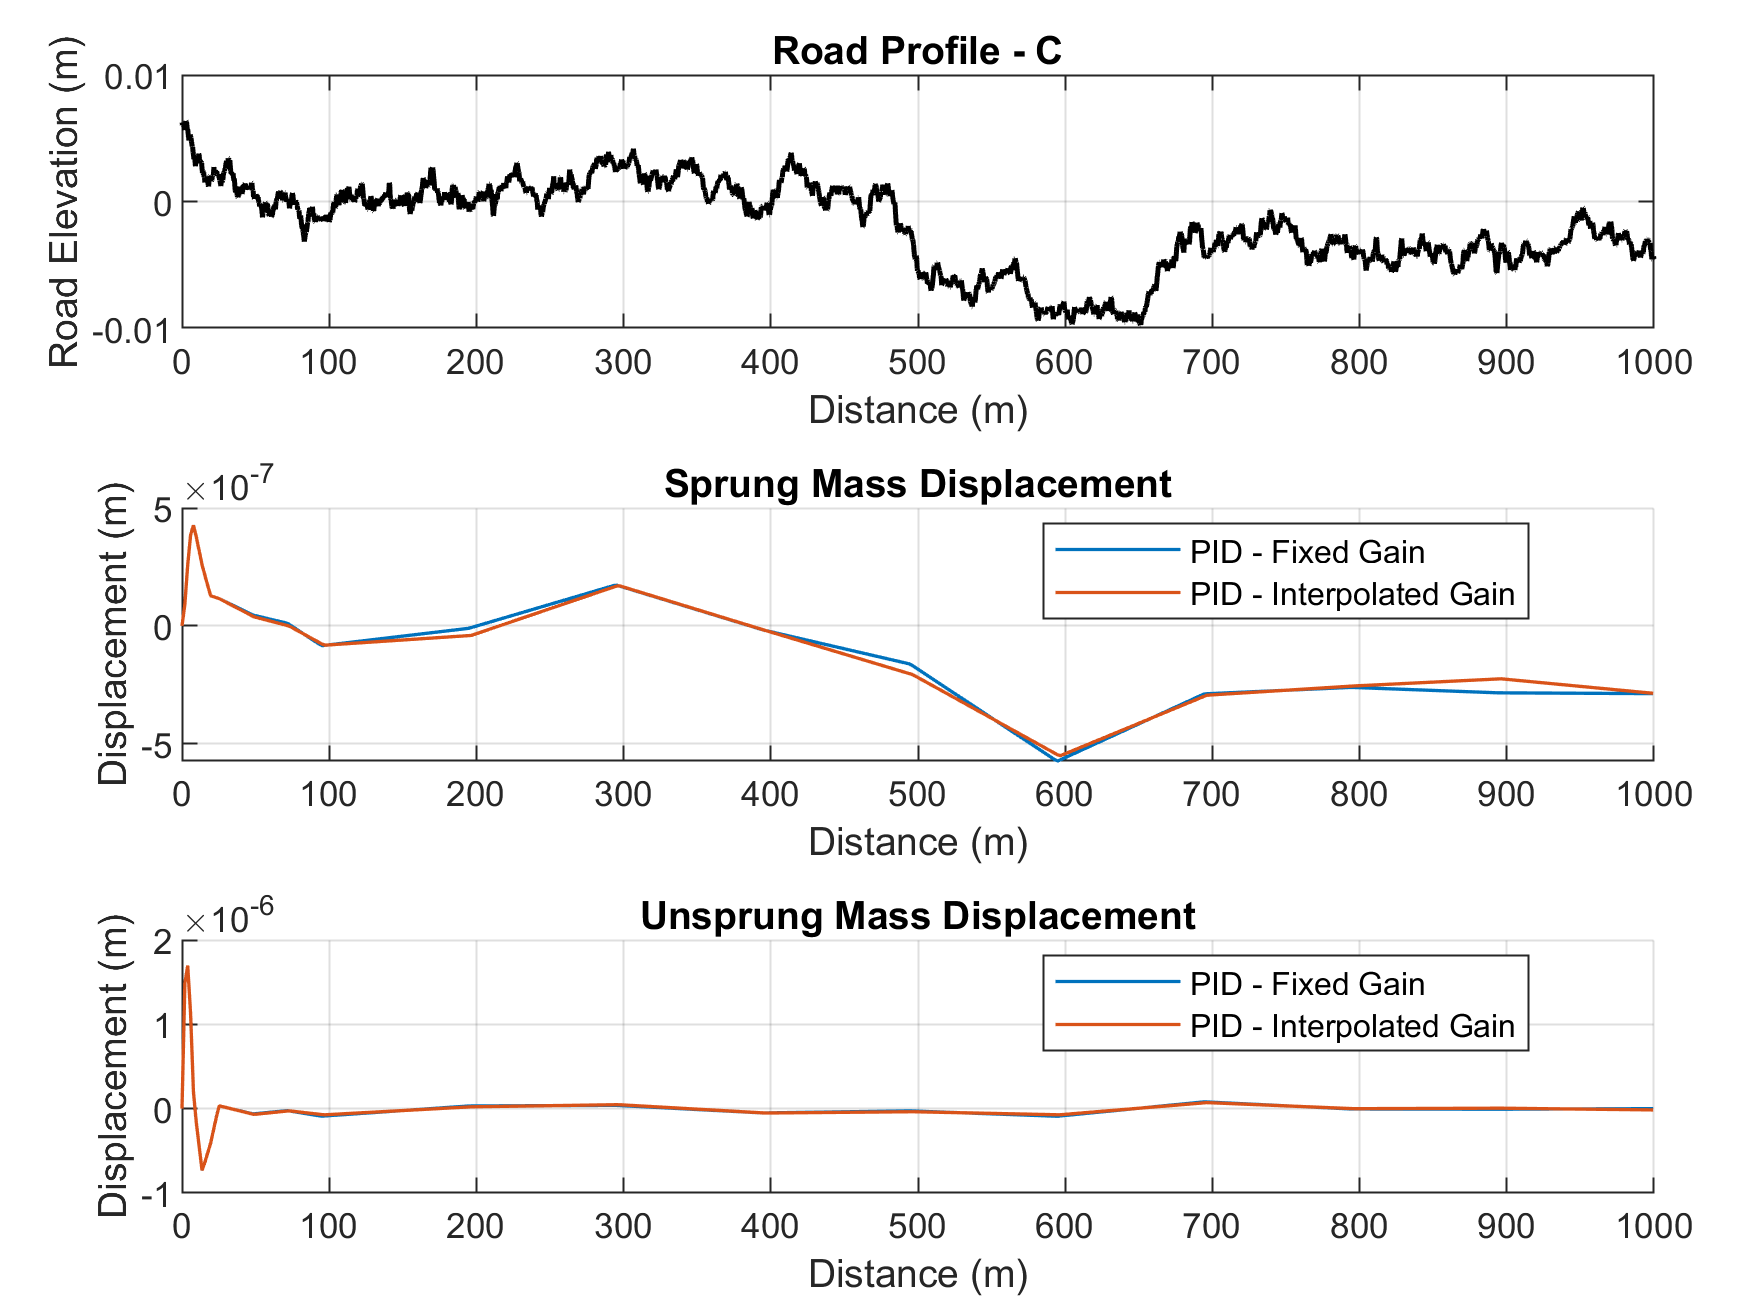 Road Profile - C
Road Elevation (m)
0.01
0
-0.01
0 100 200 300 400 500 600 700 800 900 1000
Distance (m)
Sprung Mass Displacement
×10-7
Displacement (m)
5
0
-5
PID - Fixed Gain
PID - Interpolated Gain
0 100 200 300 400 500 600 700 800 900 1000
Distance (m)
Unsprung Mass Displacement
×10-6
Displacement (m)
2
1
0
-1
PID - Fixed Gain
PID - Interpolated Gain
0 100 200 300 400 500 600 700 800 900 1000
Distance (m)